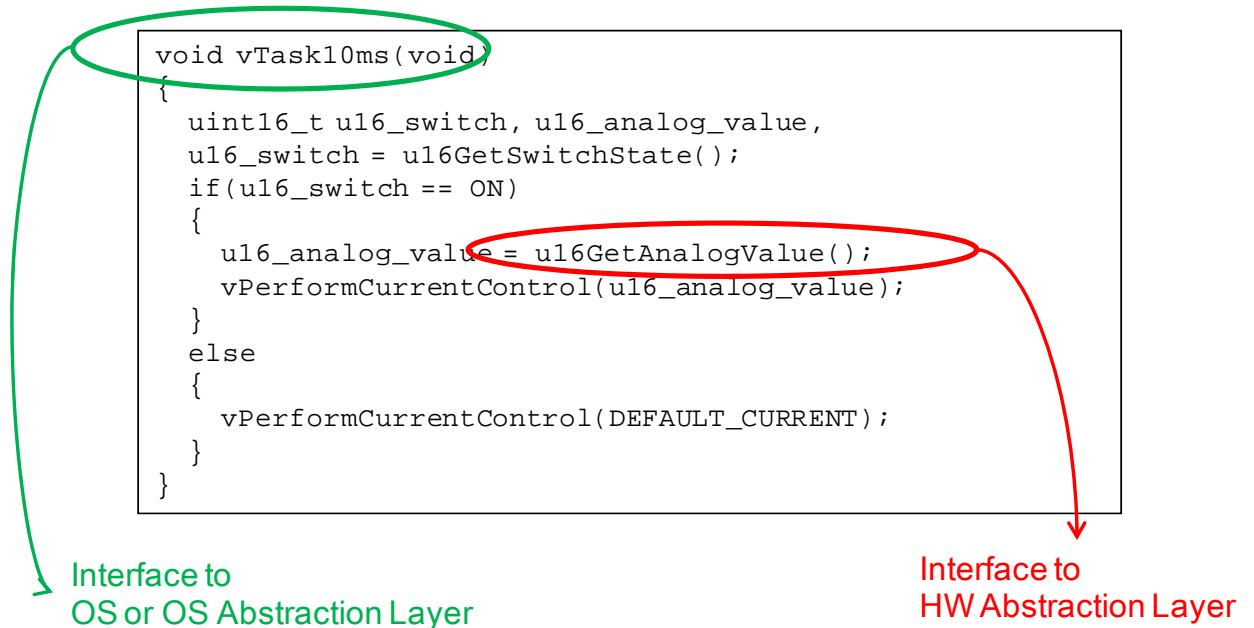 void vTask10ms(void)
{
uint16_t u16_switch, u16_analog_value,
u16_switch = u16GetSwitchState();
if(u16_switch == ON)
{
u16_analog_value = u16GetAnalogValue();
vPerformCurrentControl(u16_analog_value);
}
else
{
vPerformCurrentControl(DEFAULT_CURRENT);
}
}
Interface to
OS or OS Abstraction Layer
Interface to
HW Abstraction Layer